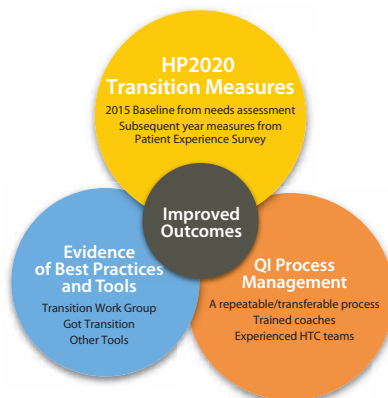 HP2020
Transition Measures
2015 Baseline from needs assessment
Subsequent year measures from
Patient Experience Survey
Improved
Outcomes
Evidence
of Best Practices
and Tools
Transition Work Group
Got Transition
Other Tools
QI Process
Management
A repeatable/transferable process
Trained coaches
Experienced HTC teams